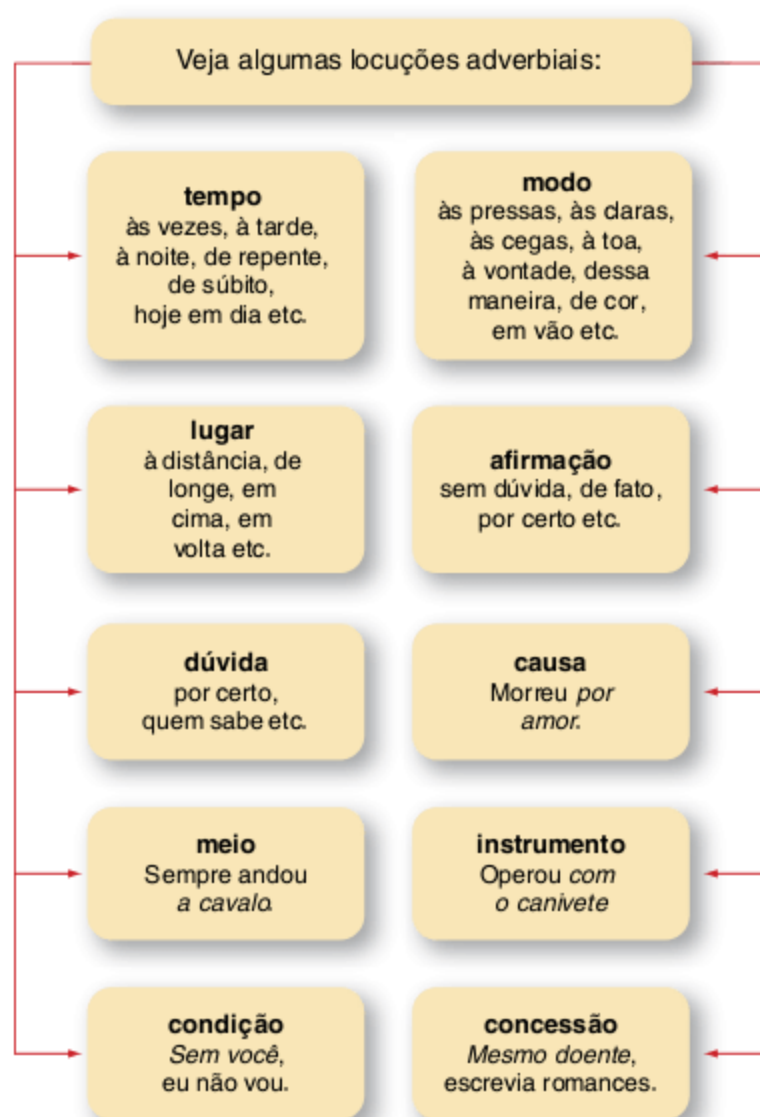 Veja algumas locuções adverbiais:
tempo
às vezes, à tarde,
à noite, de repente,
de súbito,
hoje em dia etc.
modo
às pressas, às claras,
às cegas, à toa,
à vontade, dessa
maneira, de cor,
em vão etc.
lugar
à distância, de
longe, em
cima, em
volta etc.
afirmação
sem dúvida, de fato,
por certo etc.
dúvida
por certo,
quem sabe etc.
causa
Morreu por
amor.
meio
Sempre andou
a cavalo.
instrumento
Operou com
o canivete
condição
Sem você,
eu não vou.
concessão
Mesmo doente,
escrevia romances.